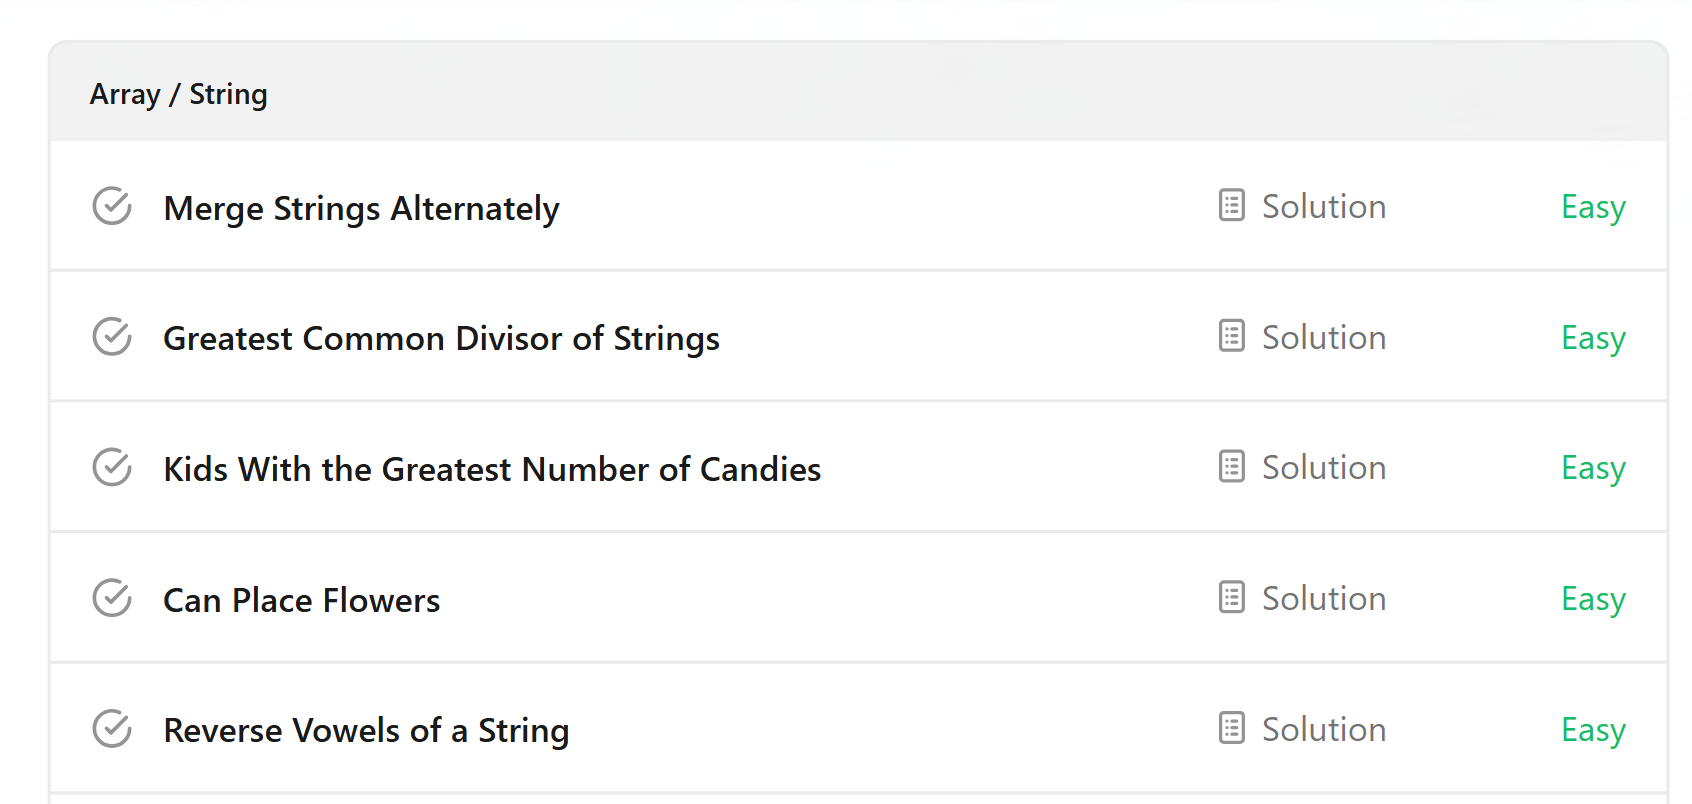 Array / String
Merge Strings Alternately Solution Easy
Greatest Common Divisor of Strings Solution Easy
Kids With the Greatest Number of Candies Solution Easy
Can Place Flowers Solution Easy
Reverse Vowels of a String Solution Easy